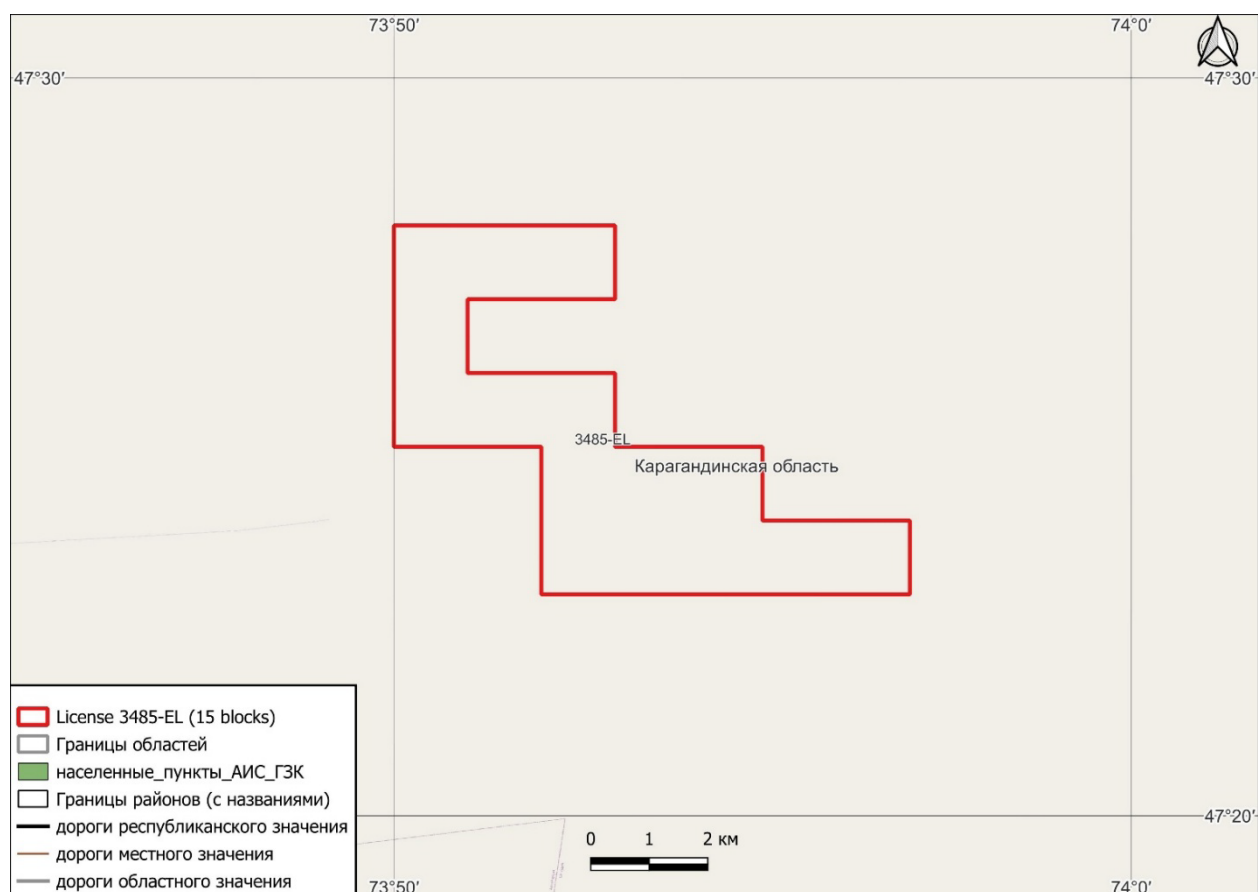 73°50'
74°0'
47°30'
47°30'
3485-EL
Карагандинская область
License 3485-EL (15 blocks)
Границы областей
населенные_пункты_АИС_ГЗК
Границы районов (с названиями)
дороги республиканского значения
дороги местного значения
дороги областного значения
0 1 2 км
47°20'
73°50'
74°0'